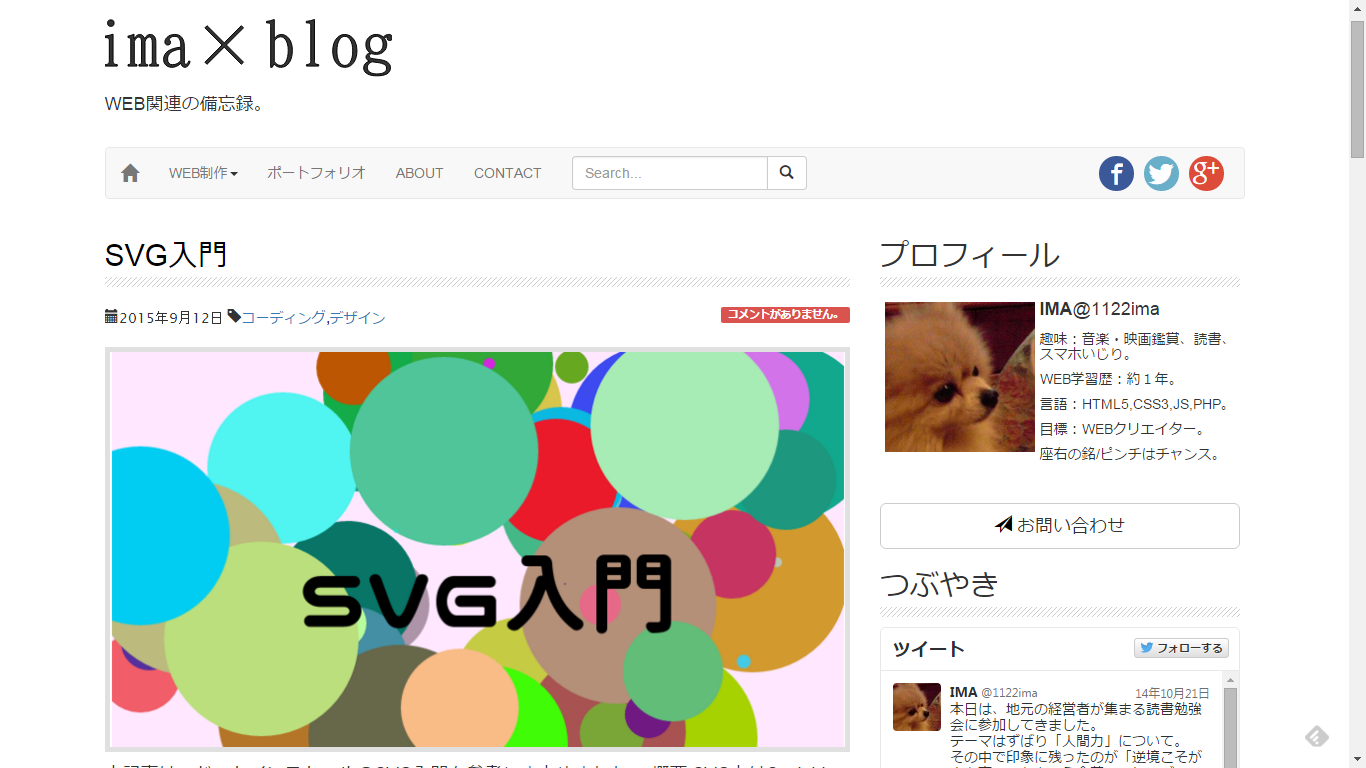 ima×blog
WEB関連の備忘録。
WEB制作 ポートフォリオ ABOUT CONTACT Search...
SVG入門
2015年9月12日 コーディング,デザイン
コメントがありません。
SVG入門
プロフィール
IMA@1122ima
趣味：音楽・映画鑑賞、読書、
スマホいじり。
WEB学習歴：約１年。
言語：HTML5,CSS3,JS,PHP。
目標：WEBクリエイター。
座右の銘/ピンチはチャンス。
お問い合わせ
つぶやき
ツイート
フォローする
IMA @1122ima 14年10月21日
本日は、地元の経営者が集まる読書勉強
会に参加してきました。
テーマはずばり「人間力」について。
その中で印象に残ったのが「逆境こそが